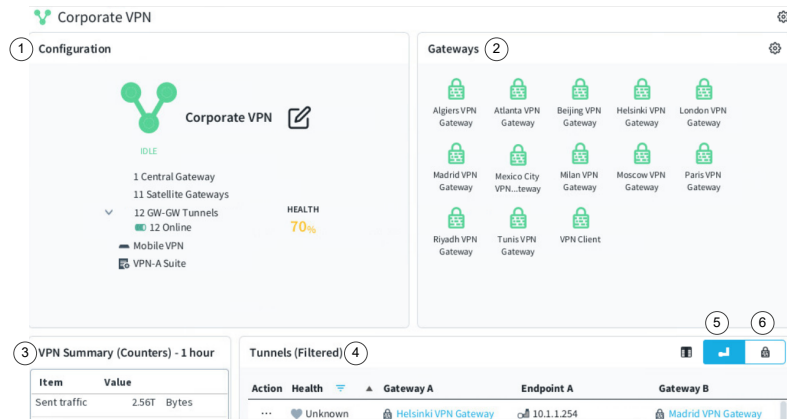 Corporate VPN
1 Configuration
Corporate VPN
IDLE
1 Central Gateway
11 Satellite Gateways
12 GW-GW Tunnels
12 Online
Mobile VPN
VPN-A Suite
HEALTH
70%
Gateways 2
Algiers VPN Gateway
Atlanta VPN Gateway
Beijing VPN Gateway
Helsinki VPN Gateway
London VPN Gateway
Madrid VPN Gateway
Mexico City VPN...teway
Milan VPN Gateway
Moscow VPN Gateway
Paris VPN Gateway
Riyadh VPN Gateway
Tunis VPN Gateway
VPN Client
3 VPN Summary (Counters) - 1 hour
Item Value
Sent traffic 2.56T Bytes
Tunnels (Filtered) 4
5 6
Action Health Gateway A Endpoint A Gateway B
... Unknown Helsinki VPN Gateway 10.1.1.254 Madrid VPN Gateway